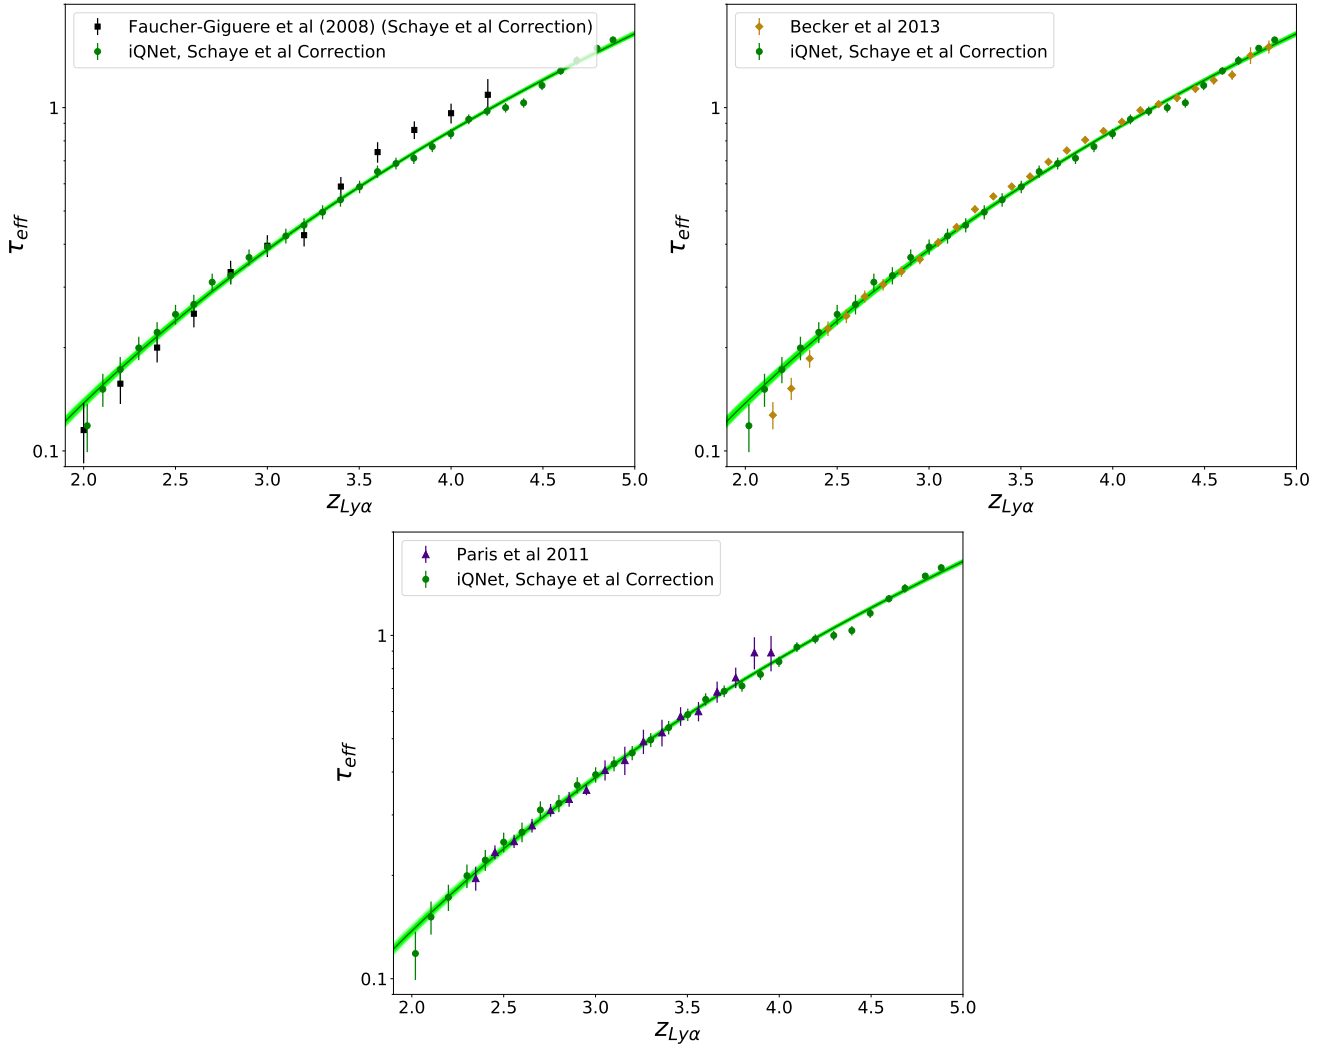 Faucher-Giguere et al (2008) (Schaye et al Correction)
iQNet, Schaye et al Correction
1
0.1
τ_eff
2.0 2.5 3.0 3.5 4.0 4.5 5.0
z_Lyα
Becker et al 2013
iQNet, Schaye et al Correction
1
0.1
τ_eff
2.0 2.5 3.0 3.5 4.0 4.5 5.0
z_Lyα
Paris et al 2011
iQNet, Schaye et al Correction
1
0.1
τ_eff
2.0 2.5 3.0 3.5 4.0 4.5 5.0
z_Lyα